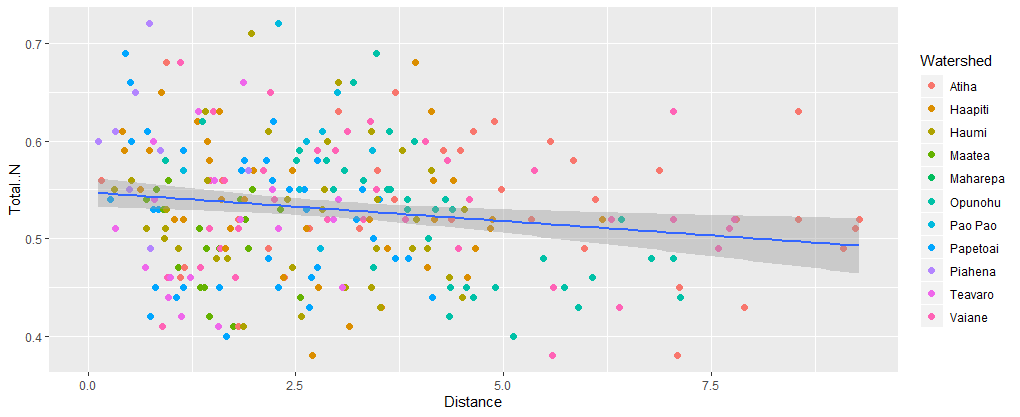 0.7
0.6
0.5
0.4
Total..N
0.0
2.5
5.0
7.5
Distance
Watershed
Atiha
Haapiti
Haumi
Maatea
Maharepa
Opunohu
Pao Pao
Papetoai
Piahena
Teavaro
Vaiane